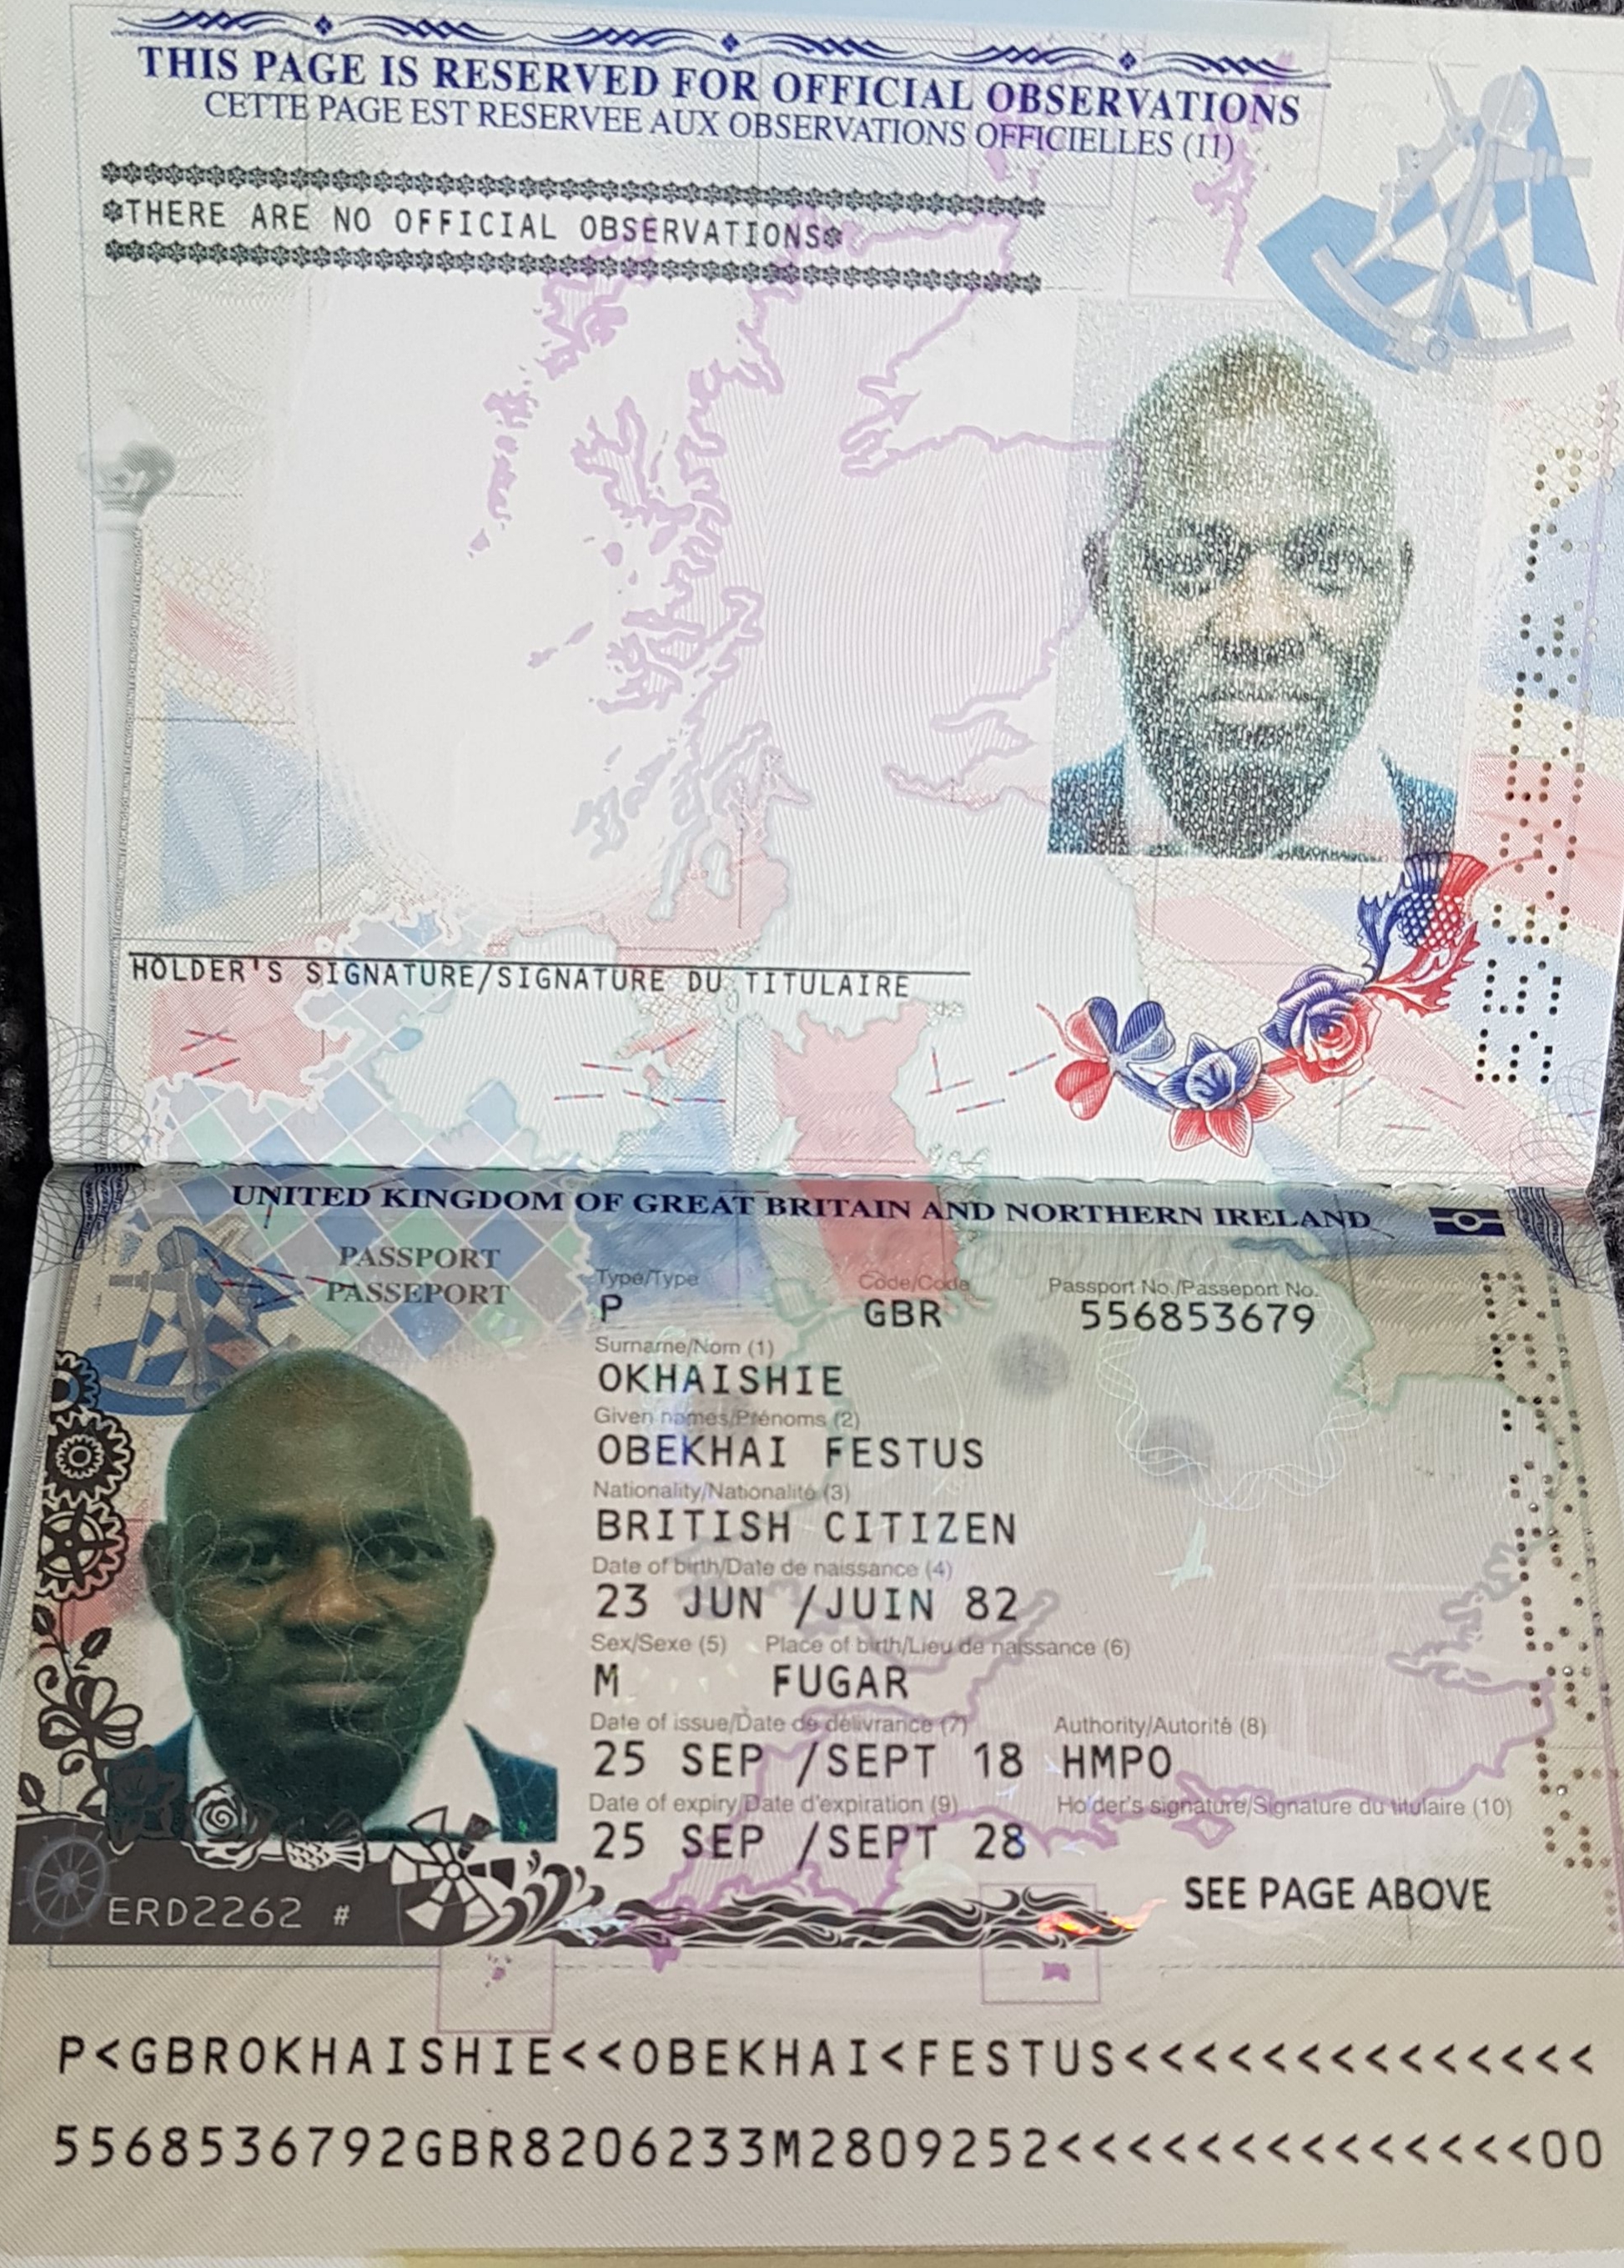 THIS PAGE IS RESERVED FOR OFFICIAL OBSERVATIONS
CETTE PAGE EST RESERVEE AUX OBSERVATIONS OFFICIELLES (11)
*THERE ARE NO OFFICIAL OBSERVATIONS*
HOLDER'S SIGNATURE/SIGNATURE DU TITULAIRE
UNITED KINGDOM OF GREAT BRITAIN AND NORTHERN IRELAND
PASSPORT
PASSEPORT
Type/Type Code/Code Passport No./Passeport No.
P GBR 556853679
Surname/Nom (1)
OKHAISHIE
Given names/Prénoms (2)
OBEKHAI FESTUS
Nationality/Nationalité (3)
BRITISH CITIZEN
Date of birth/Date de naissance (4)
23 JUN /JUIN 82
Sex/Sexe (5) Place of birth/Lieu de naissance (6)
M FUGAR
Date of issue/Date de délivrance (7) Authority/Autorité (8)
25 SEP /SEPT 18 HMPO
Date of expiry/Date d'expiration (9) Holder's signature/Signature du titulaire (10)
25 SEP /SEPT 28
SEE PAGE ABOVE
ERD2262 #
P<GBROKHAISHIE<<OBEKHAI<FESTUS<<<<<<<<<<<<<<
5568536792GBR8206233M2809252<<<<<<<<<<<<<<00